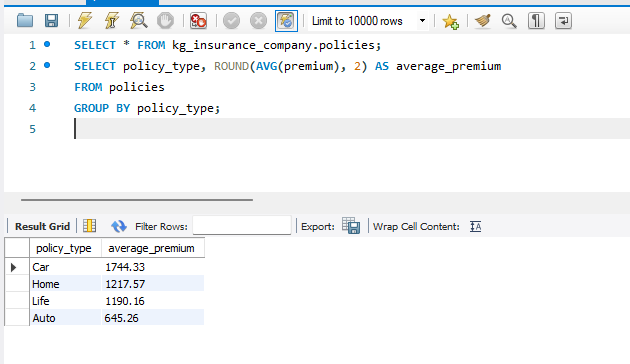 Limit to 10000 rows
1 SELECT * FROM kg_insurance_company.policies;
2 SELECT policy_type, ROUND(AVG(premium), 2) AS average_premium
3 FROM policies
4 GROUP BY policy_type;
5
Result Grid Filter Rows: Export: Wrap Cell Content:
policy_type average_premium
Car 1744.33
Home 1217.57
Life 1190.16
Auto 645.26